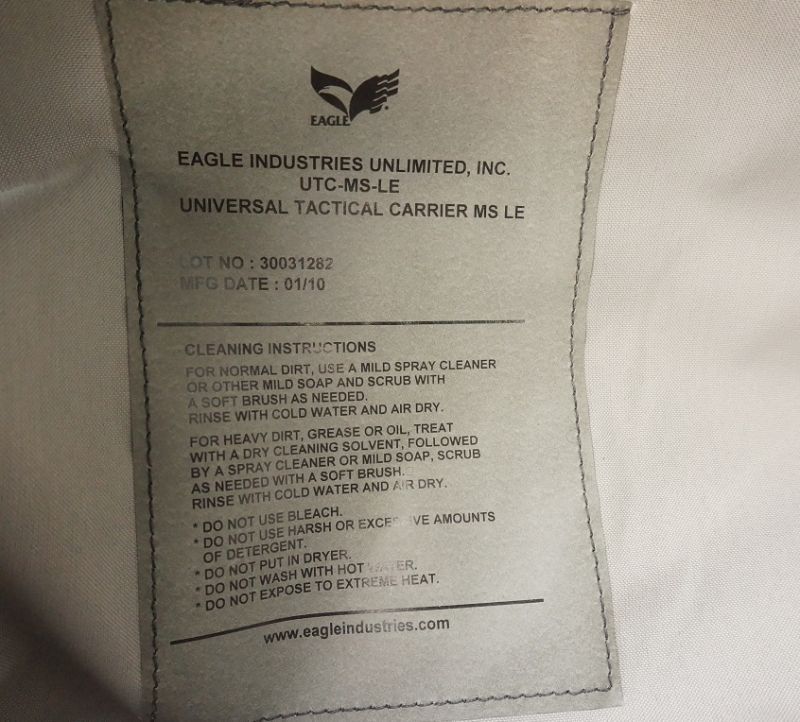 EAGLE
EAGLE INDUSTRIES UNLIMITED, INC.
UTC-MS-LE
UNIVERSAL TACTICAL CARRIER MS LE
LOT NO : 30031282
MFG DATE : 01/10
CLEANING INSTRUCTIONS
FOR NORMAL DIRT, USE A MILD SPRAY CLEANER
OR OTHER MILD SOAP AND SCRUB WITH
A SOFT BRUSH AS NEEDED.
RINSE WITH COLD WATER AND AIR DRY.
FOR HEAVY DIRT, GREASE OR OIL, TREAT
WITH A DRY CLEANING SOLVENT, FOLLOWED
BY A SPRAY CLEANER OR MILD SOAP, SCRUB
AS NEEDED WITH A SOFT BRUSH.
RINSE WITH COLD WATER AND AIR DRY.
* DO NOT USE BLEACH.
* DO NOT USE HARSH OR EXCESSIVE AMOUNTS
OF DETERGENT.
* DO NOT PUT IN DRYER.
* DO NOT WASH WITH HOT WATER.
* DO NOT EXPOSE TO EXTREME HEAT.
www.eagleindustries.com